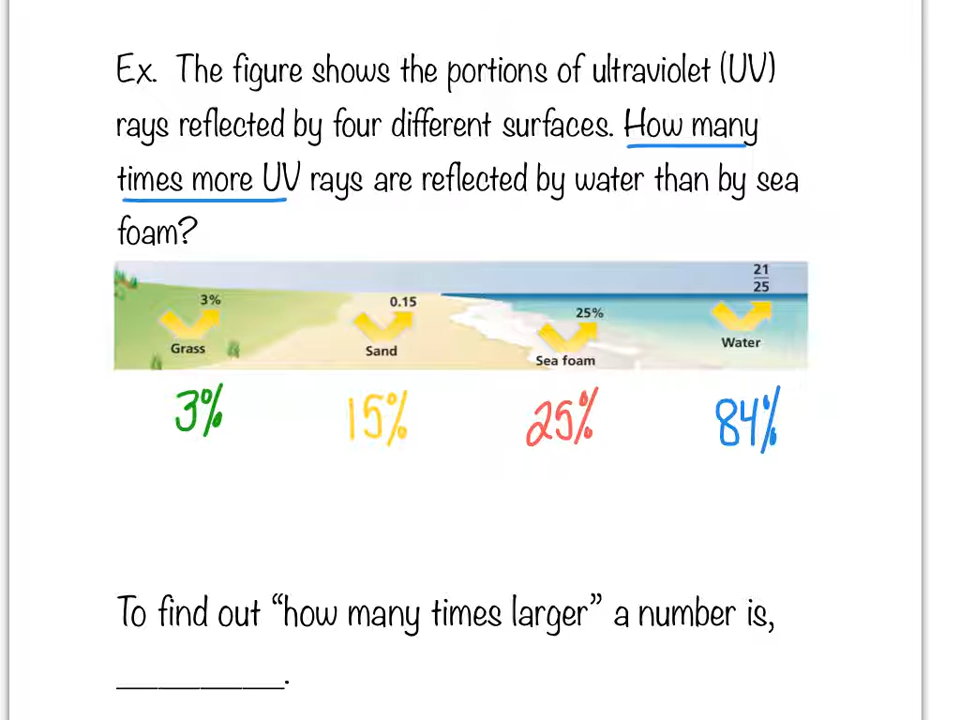 Ex. The figure shows the portions of ultraviolet (UV)
rays reflected by four different surfaces. How many
times more UV rays are reflected by water than by sea
foam?
21
25
3%
0.15
25%
Water
Grass
Sand
Sea foam
3% 15% 25% 84%
To find out “how many times larger” a number is,
________.